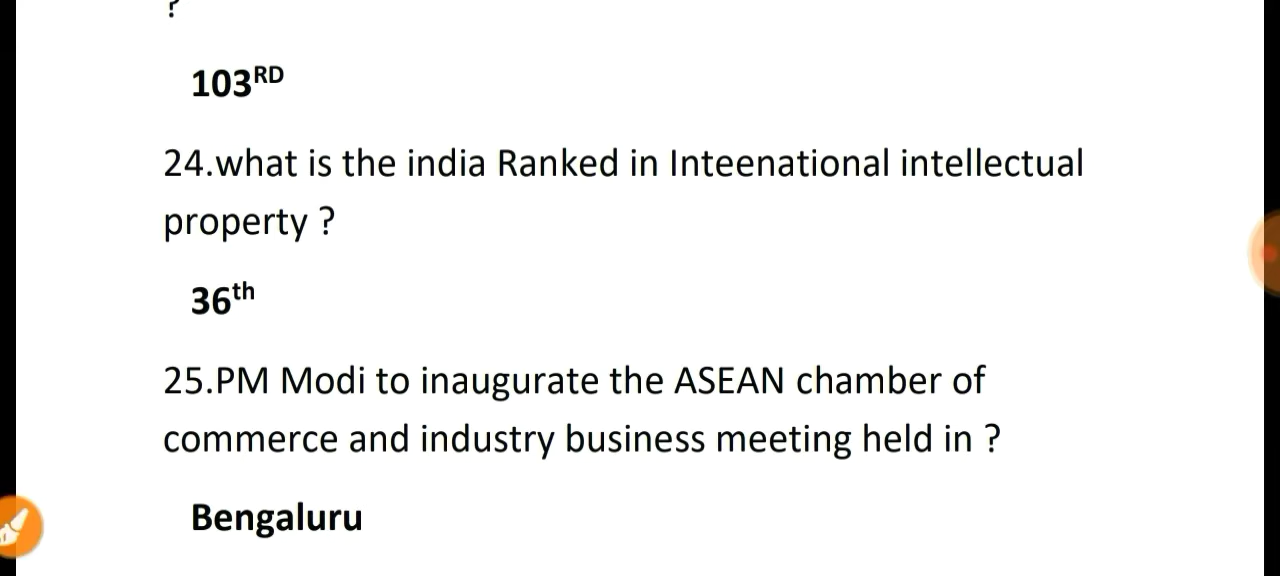 ?
103RD
24.what is the india Ranked in Inteenational intellectual
property ?
36th
25.PM Modi to inaugurate the ASEAN chamber of
commerce and industry business meeting held in ?
Bengaluru